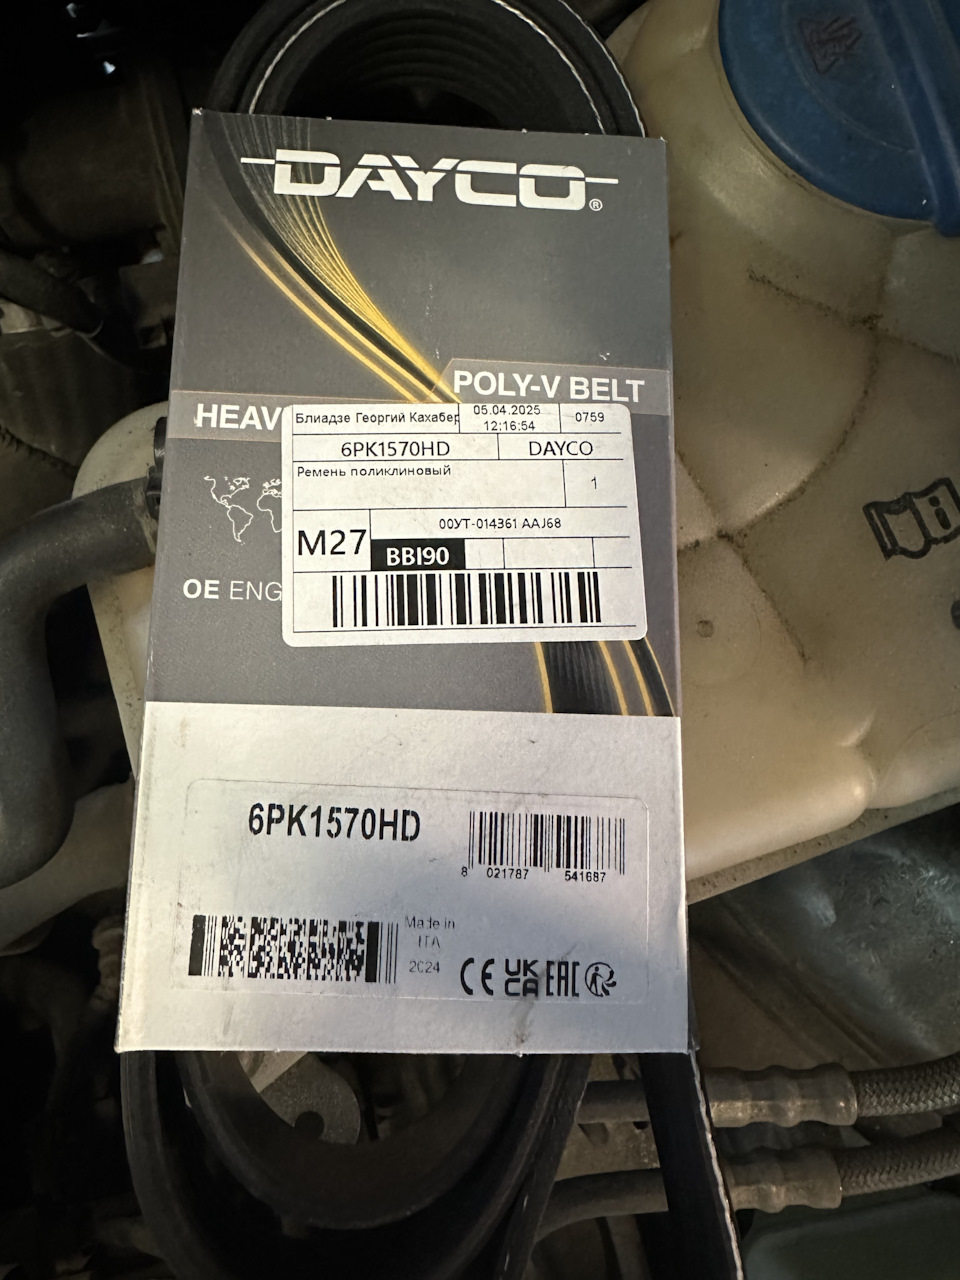 DAYCO®
POLY-V BELT
HEAV
Блиадзе Георгий Кахабер
05.04.2025
12:16:54
0759
6PK1570HD
DAYCO
Ремень поликлиновый
1
00УТ-014361 AAJ68
M27
BBI90
OE ENG
6PK1570HD
8 021787 541687
Made in
ITA
2024
CE UK CA EAC